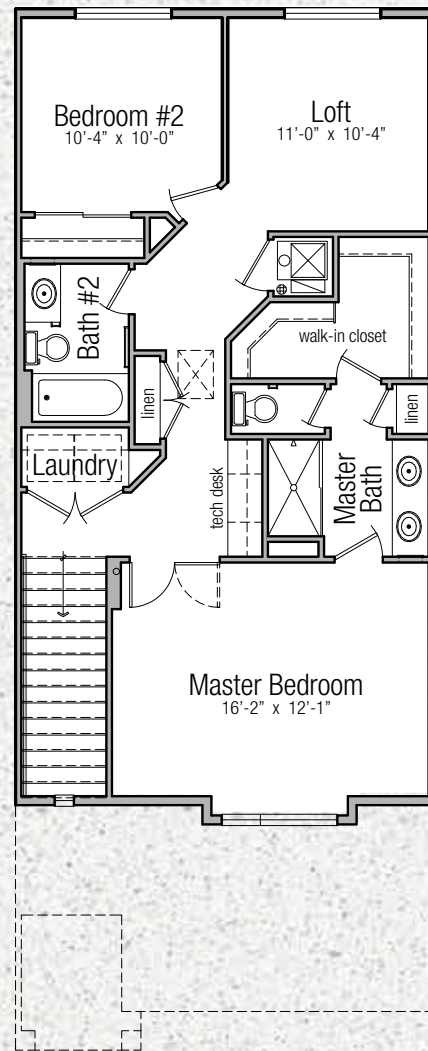 Bedroom #2
10'-4" x 10'-0"
Loft
11'-0" x 10'-4"
Bath #2
walk-in closet
linen
linen
Laundry
tech desk
Master
Bath
Master Bedroom
16'-2" x 12'-1"